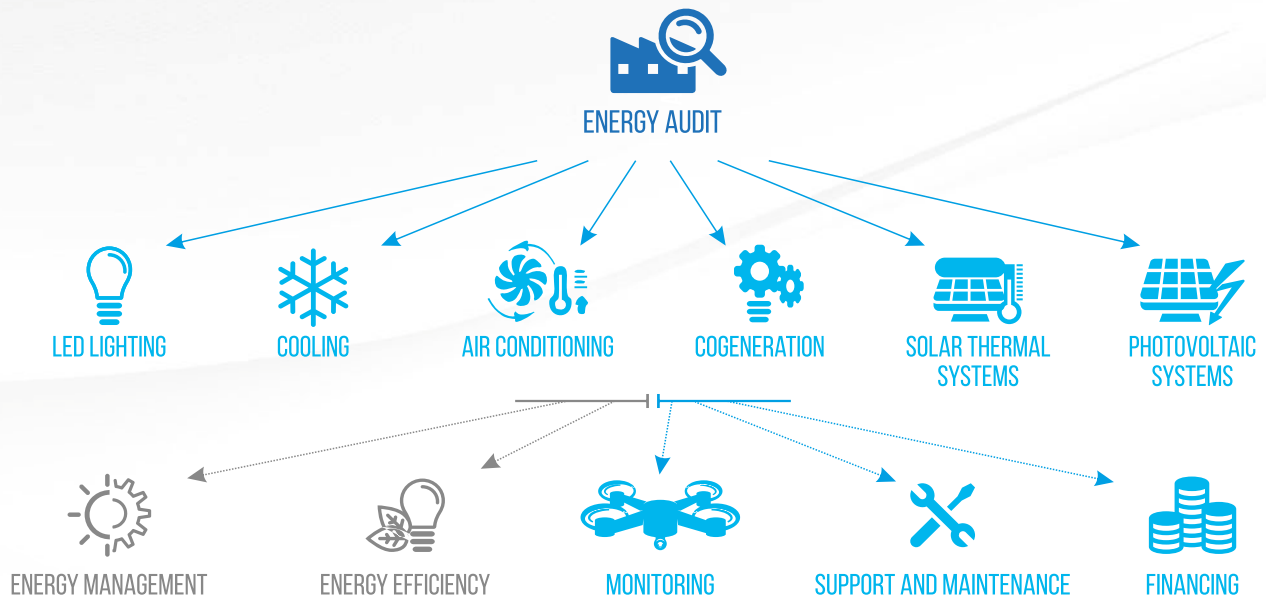 ENERGY AUDIT
LED LIGHTING
COOLING
AIR CONDITIONING
COGENERATION
SOLAR THERMAL
SYSTEMS
PHOTOVOLTAIC
SYSTEMS
ENERGY MANAGEMENT
ENERGY EFFICIENCY
MONITORING
SUPPORT AND MAINTENANCE
FINANCING